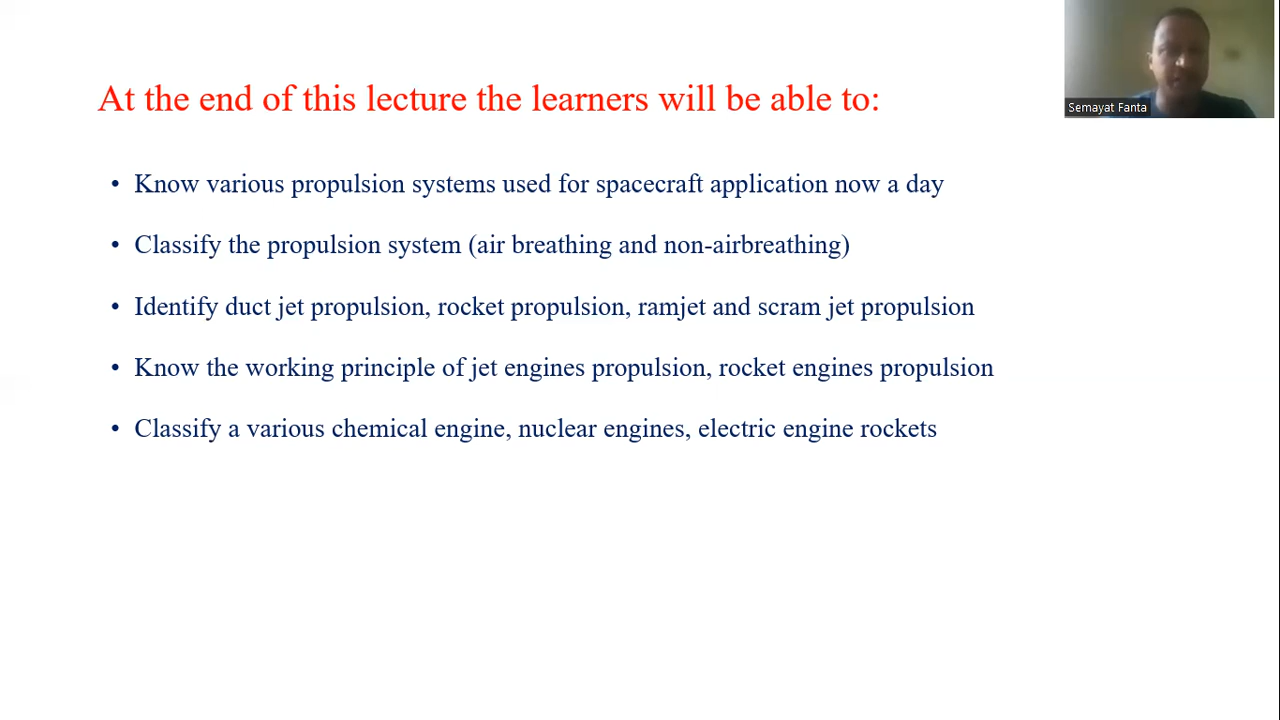 At the end of this lecture the learners will be able to:
• Know various propulsion systems used for spacecraft application now a day
• Classify the propulsion system (air breathing and non-airbreathing)
• Identify duct jet propulsion, rocket propulsion, ramjet and scram jet propulsion
• Know the working principle of jet engines propulsion, rocket engines propulsion
• Classify a various chemical engine, nuclear engines, electric engine rockets
Semayat Fanta